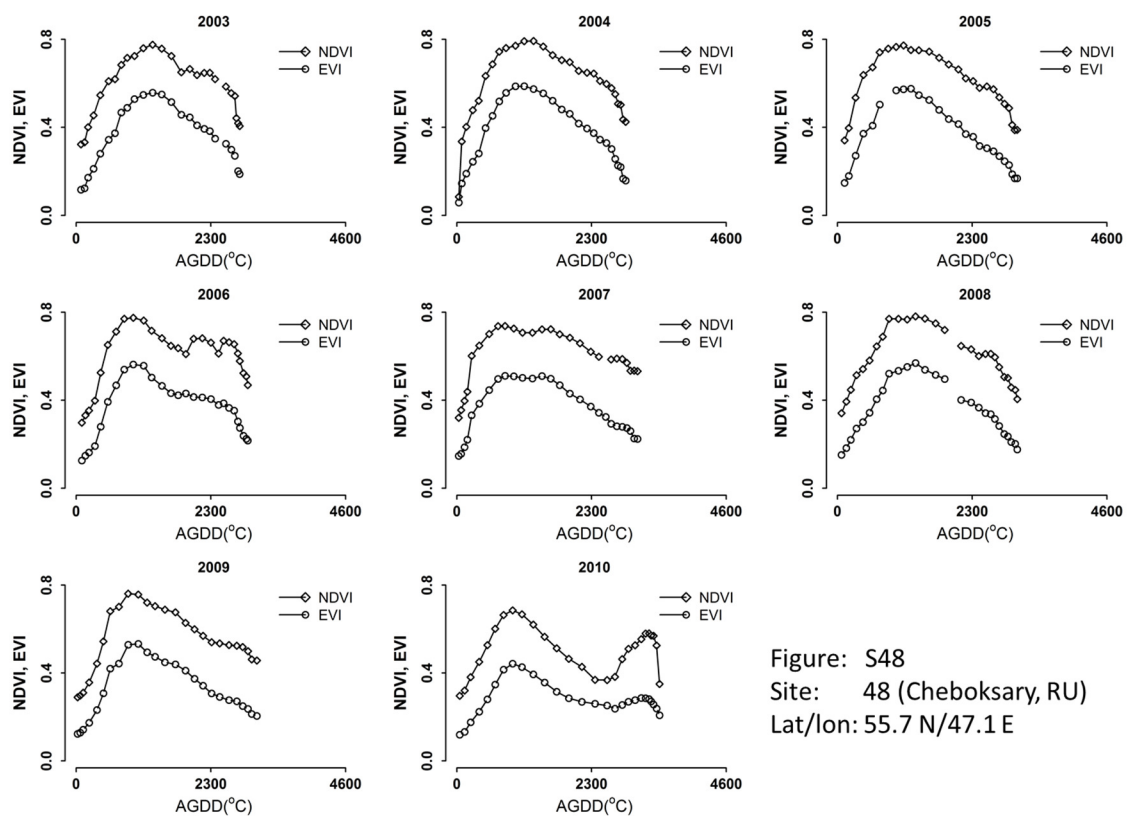 2003
NDVI, EVI
0.0 0.4 0.8
NDVI
EVI
0 2300 4600
AGDD(°C)
2004
NDVI, EVI
0.0 0.4 0.8
NDVI
EVI
0 2300 4600
AGDD(°C)
2005
NDVI, EVI
0.0 0.4 0.8
NDVI
EVI
0 2300 4600
AGDD(°C)
2006
NDVI, EVI
0.0 0.4 0.8
NDVI
EVI
0 2300 4600
AGDD(°C)
2007
NDVI, EVI
0.0 0.4 0.8
NDVI
EVI
0 2300 4600
AGDD(°C)
2008
NDVI, EVI
0.0 0.4 0.8
NDVI
EVI
0 2300 4600
AGDD(°C)
2009
NDVI, EVI
0.0 0.4 0.8
NDVI
EVI
0 2300 4600
AGDD(°C)
2010
NDVI, EVI
0.0 0.4 0.8
NDVI
EVI
0 2300 4600
AGDD(°C)
Figure: S48
Site: 48 (Cheboksary, RU)
Lat/lon: 55.7 N/47.1 E